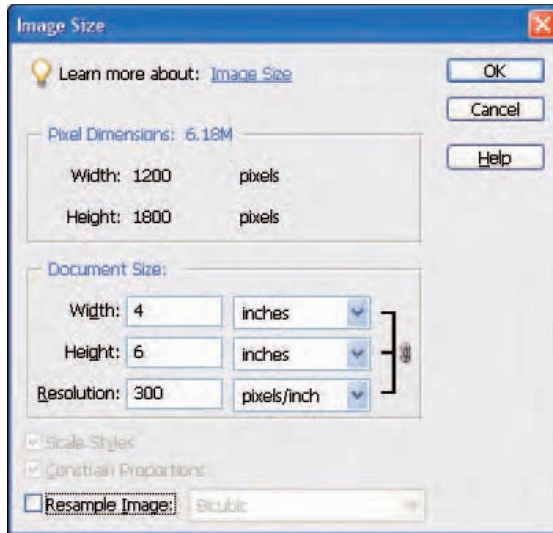 Image Size
Learn more about: Image Size
OK
Cancel
Help
Pixel Dimensions: 6.18M
Width: 1200 pixels
Height: 1800 pixels
Document Size:
Width: 4 inches
Height: 6 inches
Resolution: 300 pixels/inch
Scale Styles
Constrain Proportions
Resample Image: Bicubic